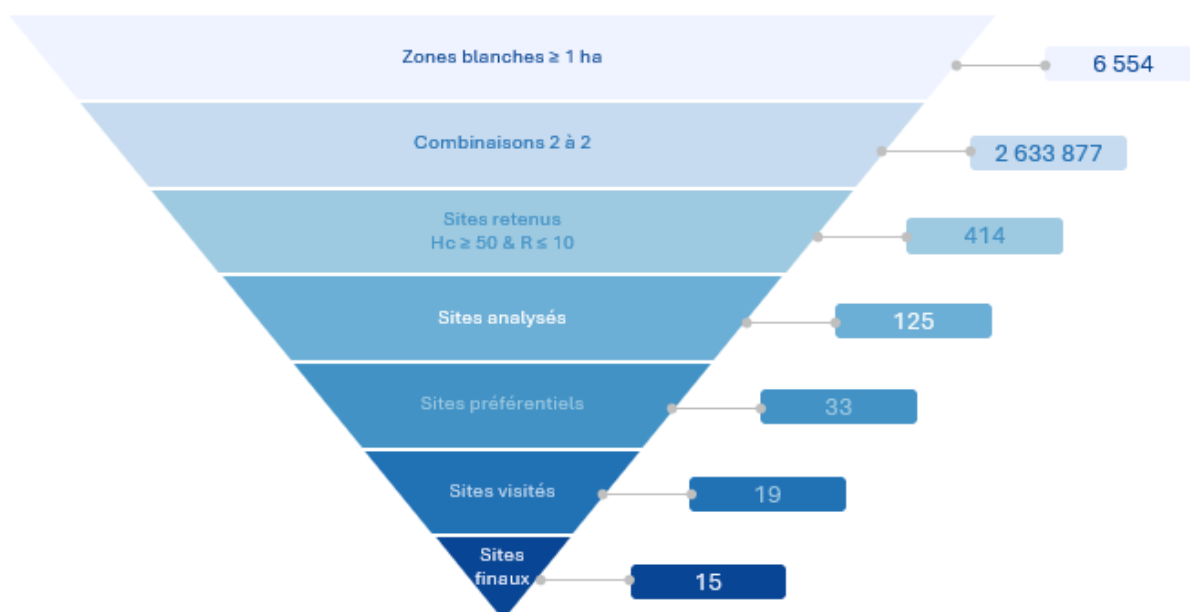 Zones blanches ≥ 1 ha
6 554
Combinaisons 2 à 2
2 633 877
Sites retenus
Hc ≥ 50 & R ≤ 10
414
Sites analysés
125
Sites préférentiels
33
Sites visités
19
Sites
finaux
15